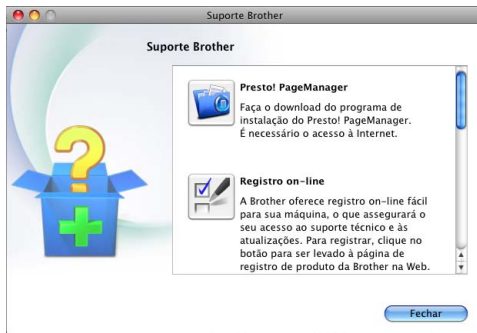 Suporte Brother
Suporte Brother
Presto! PageManager
Faça o download do programa de
instalação do Presto! PageManager.
É necessário o acesso à Internet.
Registro on-line
A Brother oferece registro on-line fácil
para sua máquina, o que assegurará o
seu acesso ao suporte técnico e às
atualizações. Para registrar, clique no
botão para ser levado à página de
registro de produto da Brother na Web.
Fechar